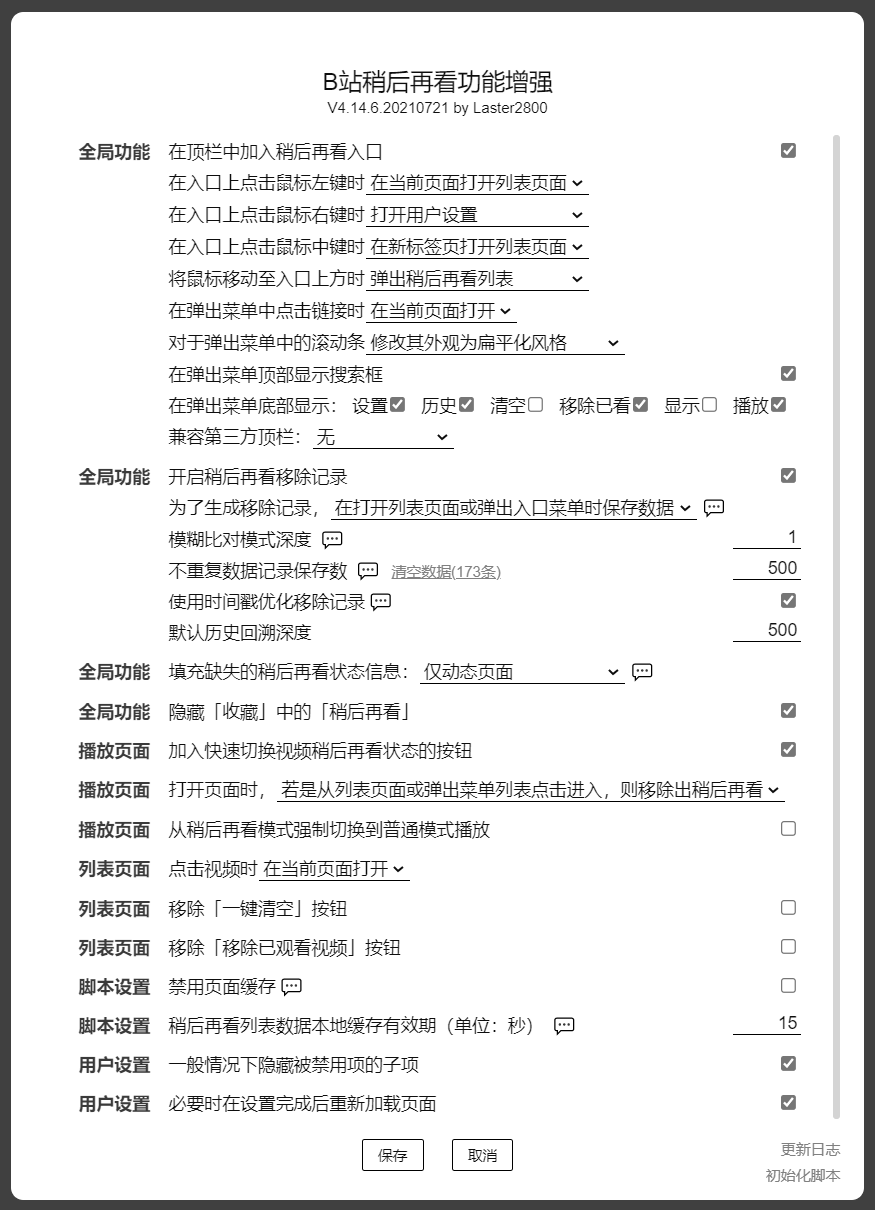 B站稍后再看功能增强
V4.14.6.20210721 by Laster2800
全局功能 在顶栏中加入稍后再看入口
在入口上点击鼠标左键时 在当前页面打开列表页面
在入口上点击鼠标右键时 打开用户设置
在入口上点击鼠标中键时 在新标签页打开列表页面
将鼠标移动至入口上方时 弹出稍后再看列表
在弹出菜单中点击链接时 在当前页面打开
对于弹出菜单中的滚动条 修改其外观为扁平化风格
在弹出菜单顶部显示搜索框
在弹出菜单底部显示： 设置 历史 清空 移除已看 显示 播放
兼容第三方顶栏： 无
全局功能 开启稍后再看移除记录
为了生成移除记录， 在打开列表页面或弹出入口菜单时保存数据
模糊比对模式深度 1
不重复数据记录保存数 清空数据(173条) 500
使用时间戳优化移除记录
默认历史回溯深度 500
全局功能 填充缺失的稍后再看状态信息： 仅动态页面
全局功能 隐藏「收藏」中的「稍后再看」
播放页面 加入快速切换视频稍后再看状态的按钮
播放页面 打开页面时， 若是从列表页面或弹出菜单列表点击进入，则移除出稍后再看
播放页面 从稍后再看模式强制切换到普通模式播放
列表页面 点击视频时 在当前页面打开
列表页面 移除「一键清空」按钮
列表页面 移除「移除已观看视频」按钮
脚本设置 禁用页面缓存
脚本设置 稍后再看列表数据本地缓存有效期（单位：秒） 15
用户设置 一般情况下隐藏被禁用项的子项
用户设置 必要时在设置完成后重新加载页面
保存 取消
更新日志
初始化脚本